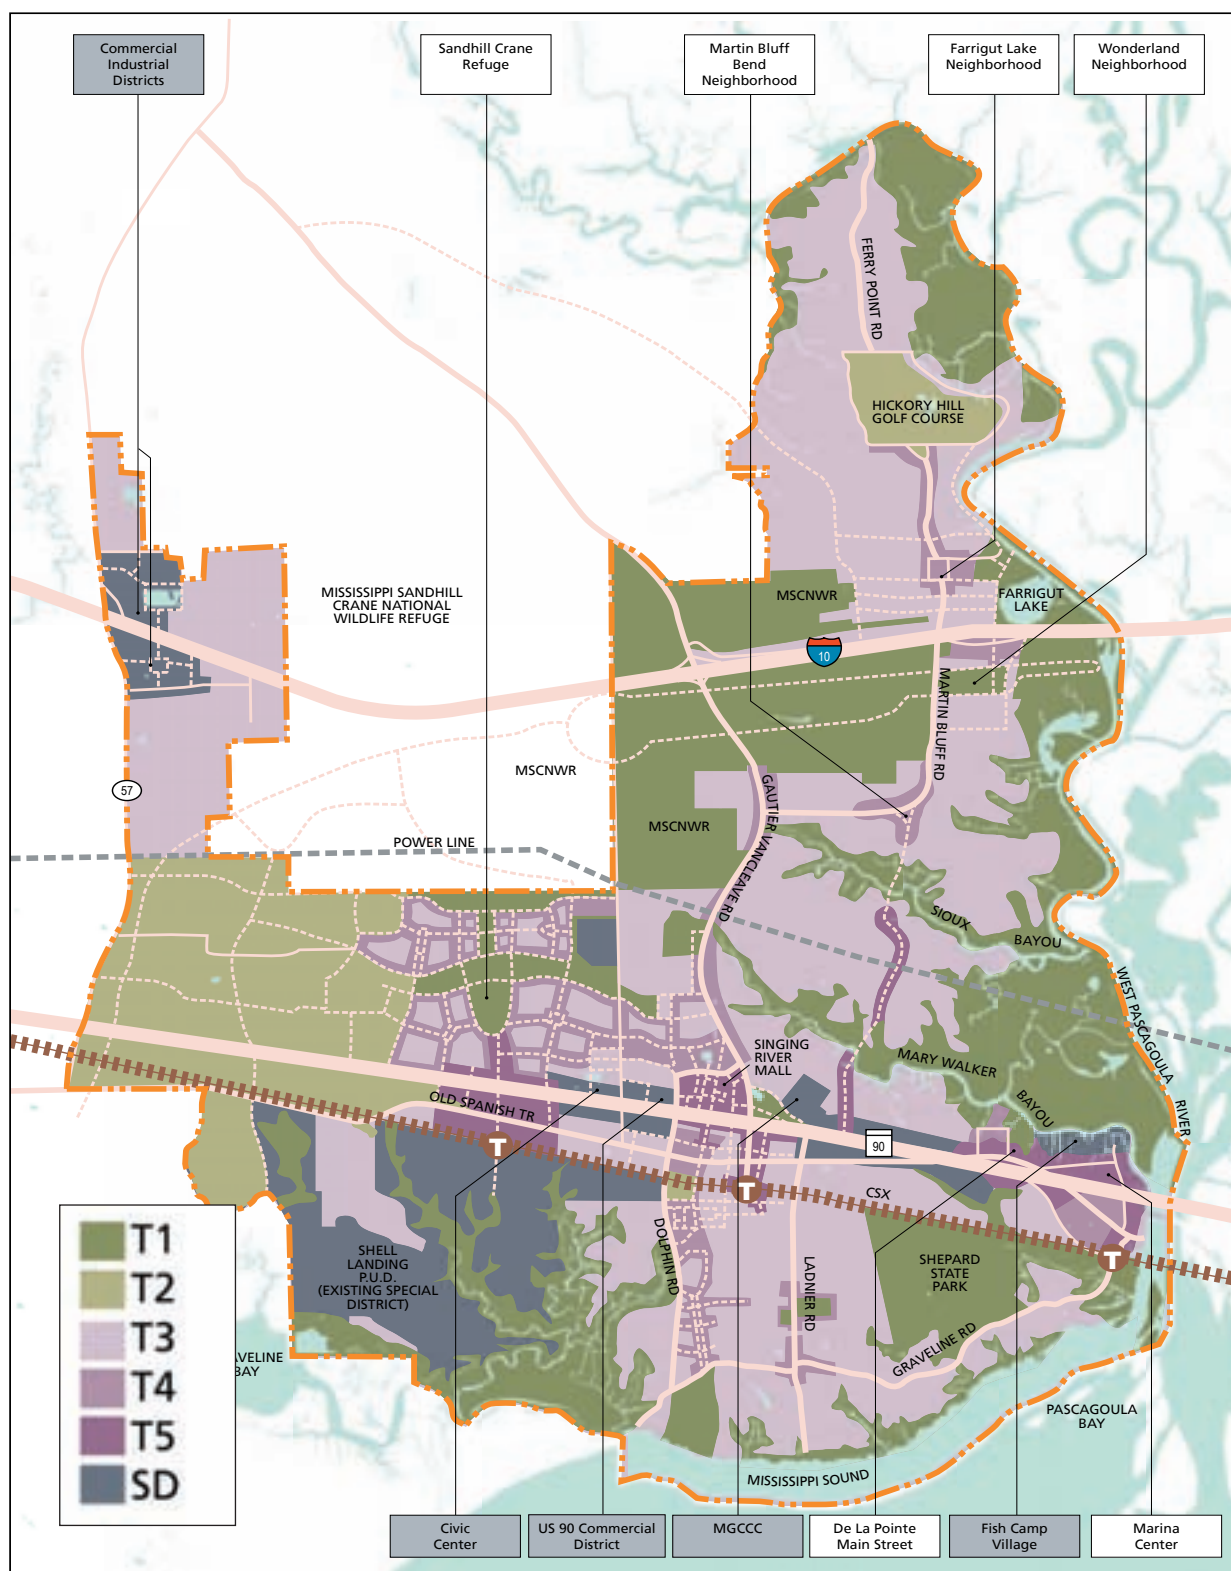 Commercial
Industrial
Districts
Sandhill Crane
Refuge
Martin Bluff
Bend
Neighborhood
Farrigut Lake
Neighborhood
Wonderland
Neighborhood
FERRY POINT RD
HICKORY HILL
GOLF COURSE
MISSISSIPPI SANDHILL
CRANE NATIONAL
WILDLIFE REFUGE
MSCNWR
FARRIGUT
LAKE
10
MARTIN BLUFF RD
MSCNWR
57
GAUTIER VANCLEAVE RD
MSCNWR
POWER LINE
SIOUX
BAYOU
WEST PASCAGOULA
RIVER
SINGING
RIVER
MALL
MARY WALKER
BAYOU
OLD SPANISH TR
T
90
T
CSX
T
DOLPHIN RD
LADNIER RD
SHEPARD
STATE
PARK
GRAVELINE RD
SHELL
LANDING
P.U.D.
(EXISTING SPECIAL
DISTRICT)
AVELINE
BAY
PASCAGOULA
BAY
MISSISSIPPI SOUND
T1
T2
T3
T4
T5
SD
Civic
Center
US 90 Commercial
District
MGCCC
De La Pointe
Main Street
Fish Camp
Village
Marina
Center